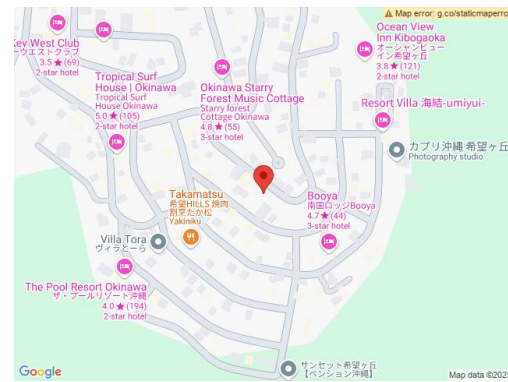 Map error: g.co/staticmaperro
Key West Club
ーウエストクラブ
3.5★(69)
2-star hotel
Ocean View
Inn Kibogaoka
オーシャンビュー
イン希望ヶ丘
3.8★(121)
2-star hotel
Tropical Surf
House | Okinawa
Tropical Surf
House Okinawa
5.0★(105)
2-star hotel
Okinawa Starry
Forest Music Cottage
Starry forest
Cottage Okinawa
4.8★(55)
3-star hotel
Resort Villa 海結-umiyui-
カプリ沖縄 希望ヶ丘
Photography studio
Takamatsu
希望HILLS 焼肉
割烹たか松
Yakiniku
Booya
南国ロッジBooya
4.7★(44)
3-star hotel
Villa Tora
ヴィラとーら
The Pool Resort Okinawa
ザ・プールリゾート沖縄
4.0★(194)
2-star hotel
サンセット希望ヶ丘
【ペンション沖縄】
Google
Map data ©2025